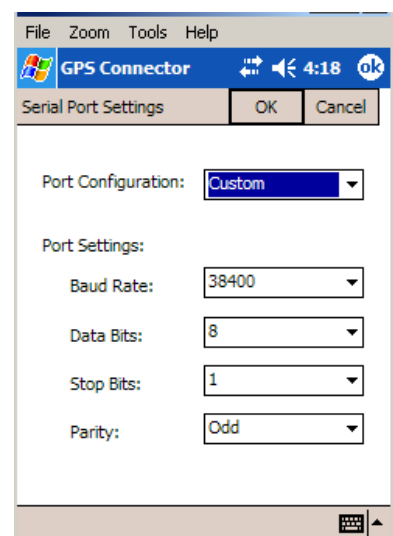 File Zoom Tools Help
GPS Connector 4:18 ok
Serial Port Settings OK Cancel
Port Configuration: Custom
Port Settings:
Baud Rate: 38400
Data Bits: 8
Stop Bits: 1
Parity: Odd